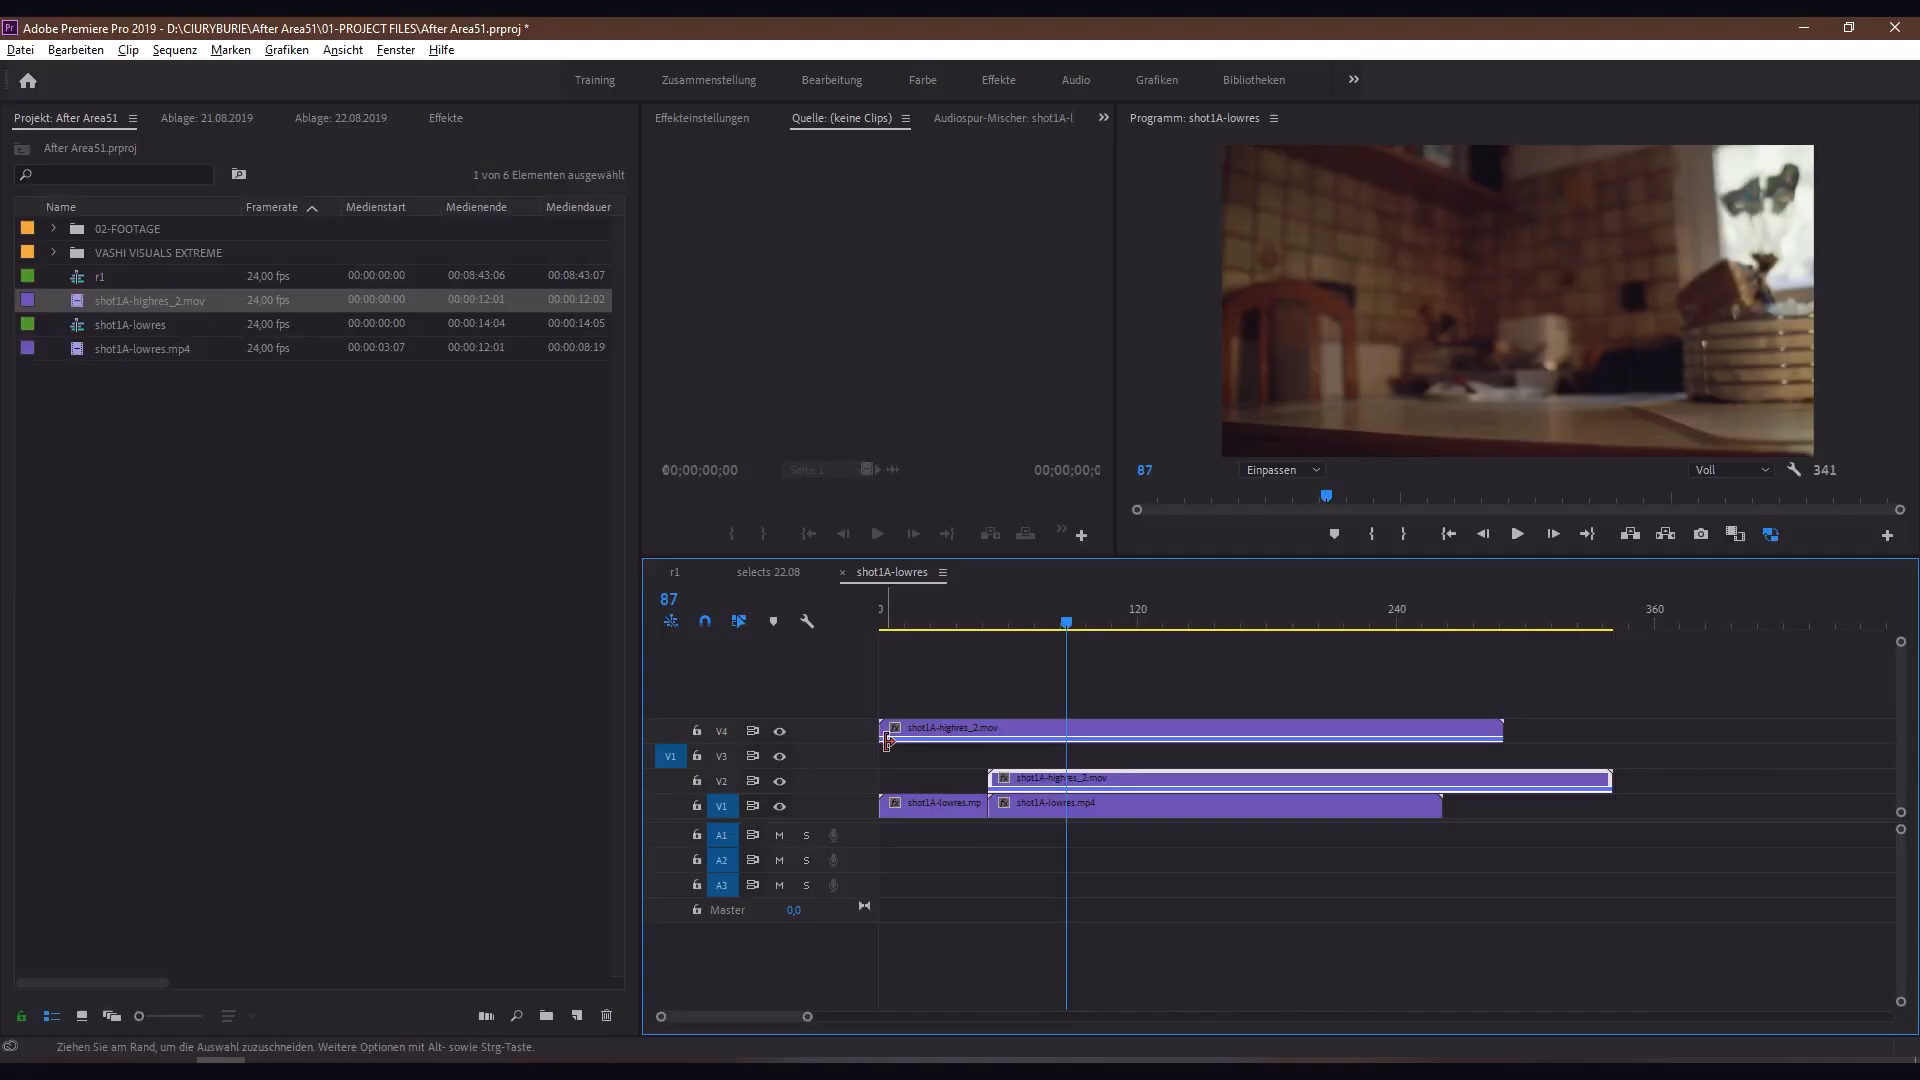 Adobe Premiere Pro 2019 - D:\CIURYBURIE\After Area51\01-PROJECT FILES\After Area51.prproj *
Datei Bearbeiten Clip Sequenz Marken Grafiken Ansicht Fenster Hilfe
Training Zusammenstellung Bearbeitung Farbe Effekte Audio Grafiken Bibliotheken
Projekt: After Area51 Ablage: 21.08.2019 Ablage: 22.08.2019 Effekte
Effekteinstellungen Quelle: (keine Clips) Audiospur-Mischer: shot1A-l
Programm: shot1A-lowres
After Area51.prproj
1 von 6 Elementen ausgewählt
Name Framerate Medienstart Medienende Mediendauer
02-FOOTAGE
VASHI VISUALS EXTREME
r1 24,00 fps 00:00:00:00 00:08:43:06 00:08:43:07
shot1A-highres_2.mov 24,00 fps 00:00:00:00 00:00:12:01 00:00:12:02
shot1A-lowres 24,00 fps 00:00:00:00 00:00:14:04 00:00:14:05
shot1A-lowres.mp4 24,00 fps 00:00:03:07 00:00:12:01 00:00:08:19
00;00;00;00 Seite 1 00;00;00;0
87 Einpassen Voll 341
r1 selects 22.08 × shot1A-lowres
87
0 120 240 360
V4 shot1A-highres_2.mov
V1 V3
V2 shot1A-highres_2.mov
V1 shot1A-lowres.mp shot1A-lowres.mp4
A1 M S
A2 M S
A3 M S
Master 0,0
Ziehen Sie am Rand, um die Auswahl zuzuschneiden. Weitere Optionen mit Alt- sowie Strg-Taste.